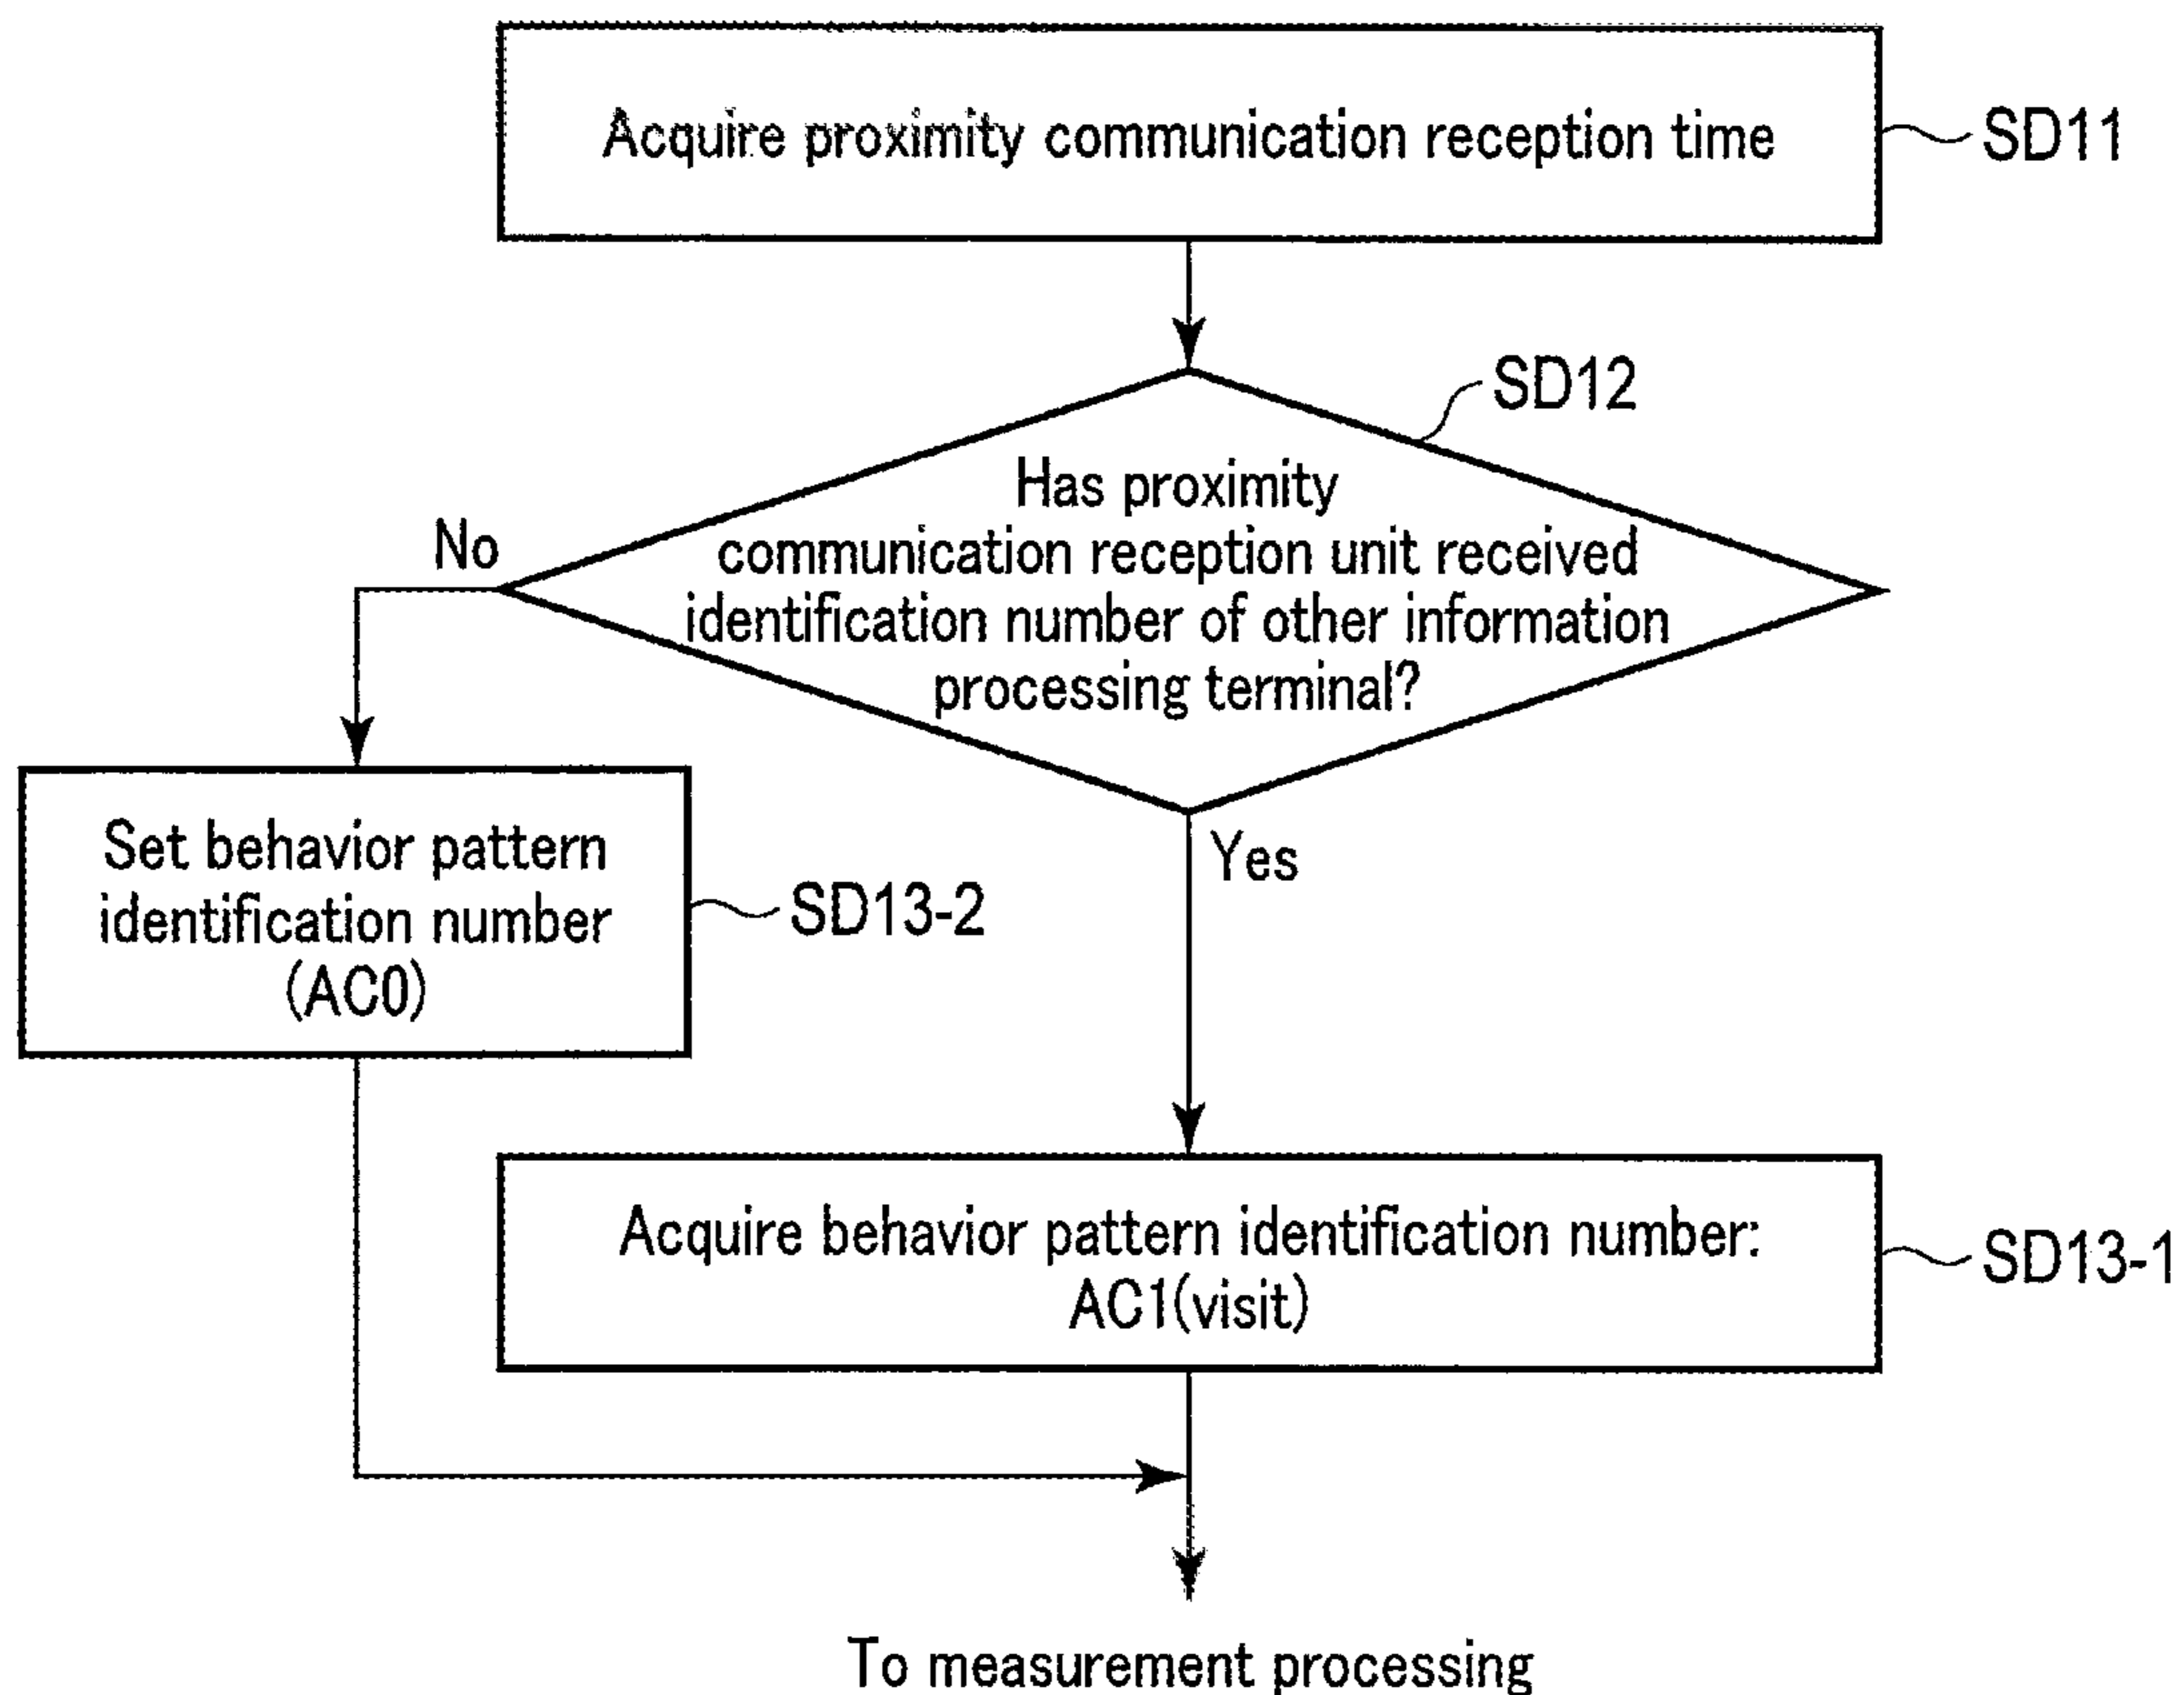 Acquire proximity communication reception time
SD11
SD12
Has proximity
communication reception unit received
identification number of other information
processing terminal?
No
Yes
Set behavior pattern
identification number
(AC0)
SD13-2
Acquire behavior pattern identification number:
AC1(visit)
SD13-1
To measurement processing